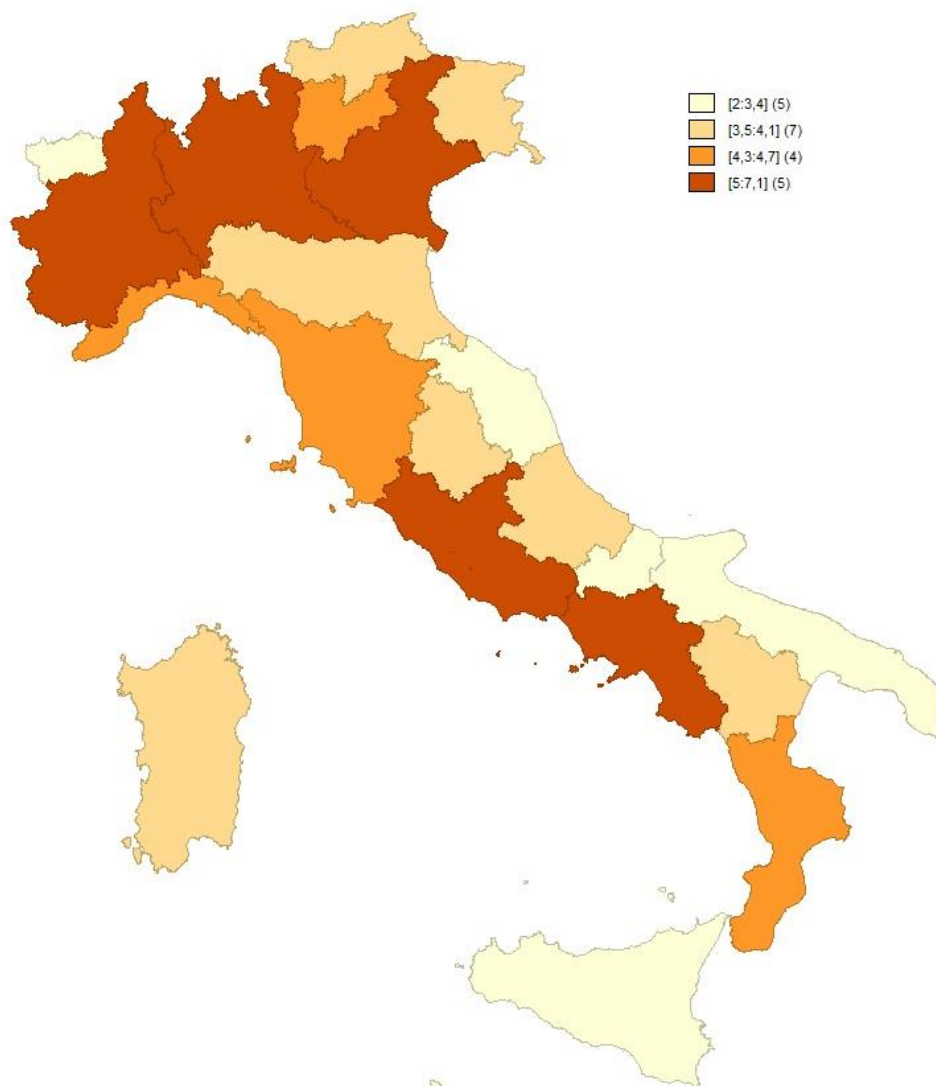 [2:3,4] (5)
[3,5:4,1] (7)
[4,3:4,7] (4)
[5:7,1] (5)